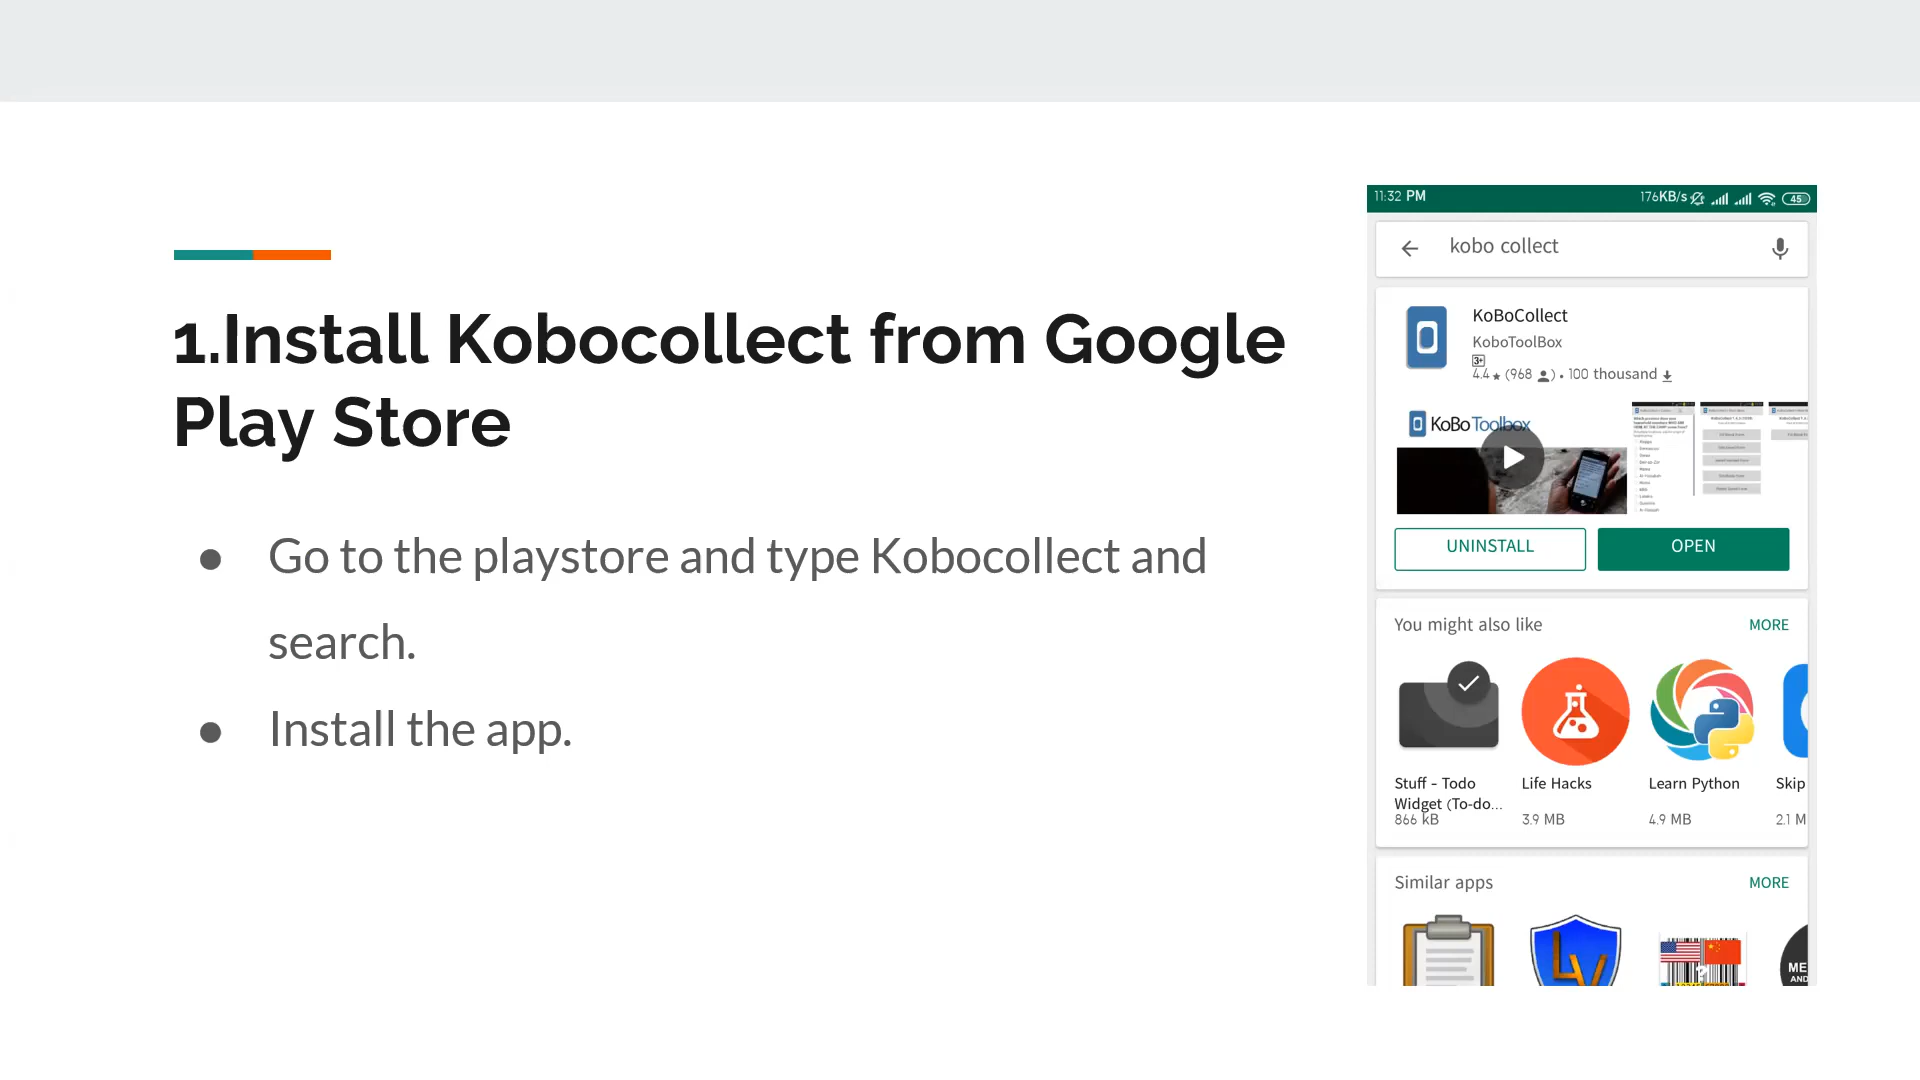 1.Install Kobocollect from Google
Play Store
● Go to the playstore and type Kobocollect and
search.
● Install the app.
11:32 PM 176KB/s 45
kobo collect
KoBoCollect
KoboToolBox
3+
4.4 ★ (968 ) • 100 thousand
KoBo Toolbox
UNINSTALL OPEN
You might also like MORE
Stuff - Todo
Widget (To-do...
866 kB
Life Hacks
3.9 MB
Learn Python
4.9 MB
Skip
2.1 M
Similar apps MORE
LV
ME
AND